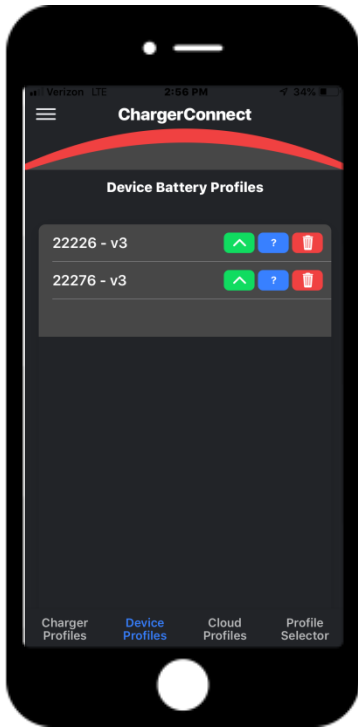 Verizon LTE 2:56 PM 34%
ChargerConnect
Device Battery Profiles
22226 - v3 ?
22276 - v3 ?
Charger Profiles
Device Profiles
Cloud Profiles
Profile Selector